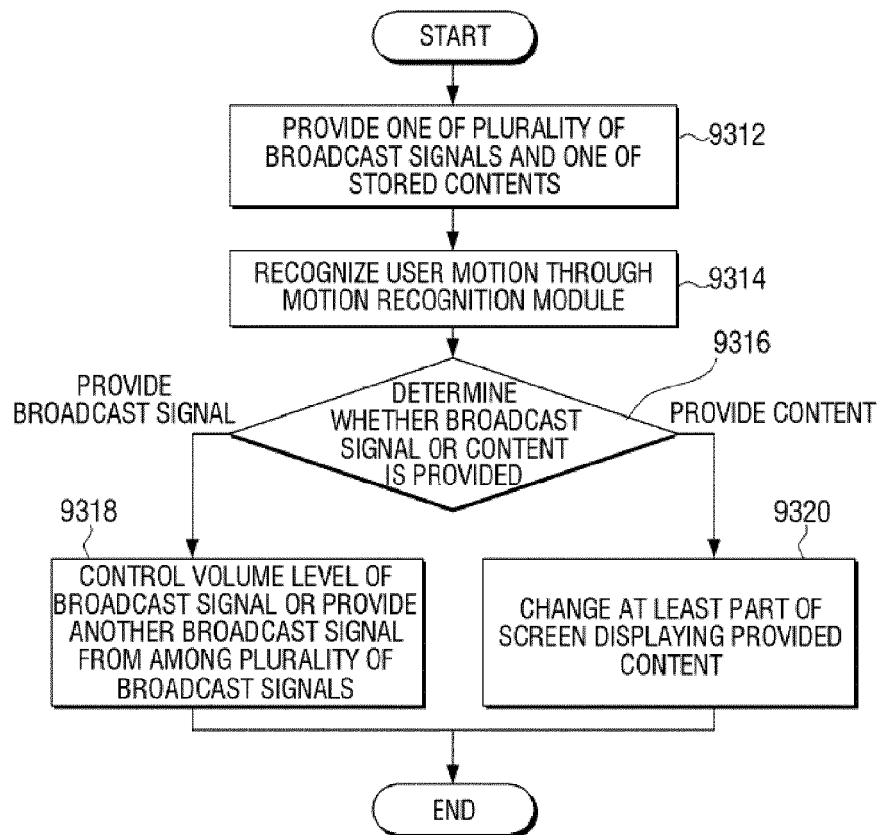 START
PROVIDE ONE OF PLURALITY OF
BROADCAST SIGNALS AND ONE OF
STORED CONTENTS
9312
RECOGNIZE USER MOTION THROUGH
MOTION RECOGNITION MODULE
9314
9316
PROVIDE
BROADCAST SIGNAL
DETERMINE
WHETHER BROADCAST
SIGNAL OR CONTENT
IS PROVIDED
PROVIDE CONTENT
9318
CONTROL VOLUME LEVEL OF
BROADCAST SIGNAL OR PROVIDE
ANOTHER BROADCAST SIGNAL
FROM AMONG PLURALITY OF
BROADCAST SIGNALS
9320
CHANGE AT LEAST PART OF
SCREEN DISPLAYING PROVIDED
CONTENT
END